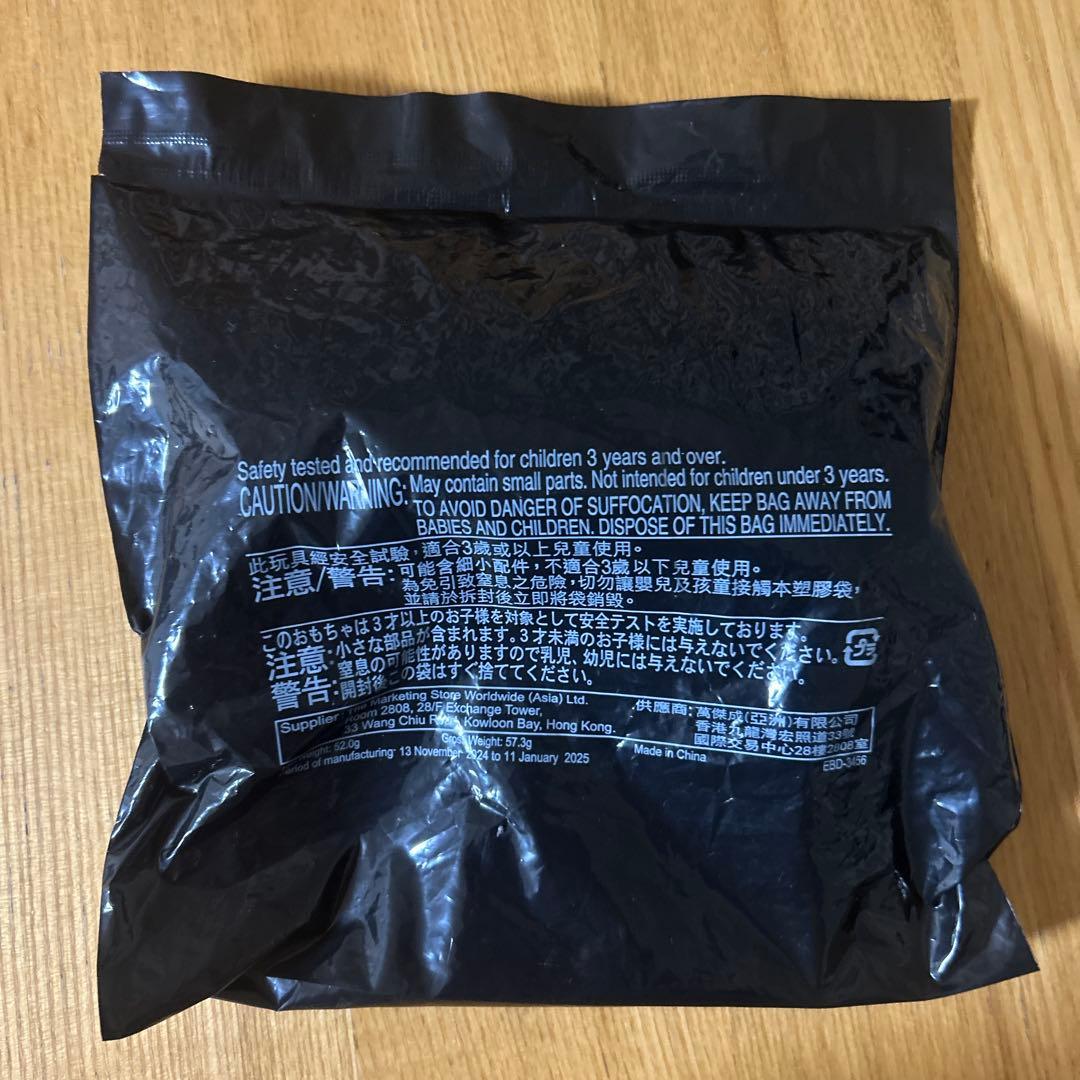 Safety tested and recommended for children 3 years and over.
CAUTION/WARNING: May contain small parts. Not intended for children under 3 years.
TO AVOID DANGER OF SUFFOCATION, KEEP BAG AWAY FROM
BABIES AND CHILDREN. DISPOSE OF THIS BAG IMMEDIATELY.
此玩具經安全試驗，適合3歲或以上兒童使用。
注意/警告: 可能含細小配件，不適合3歲以下兒童使用。
為免引致窒息之危險，切勿讓嬰兒及孩童接觸本塑膠袋，
並請於拆封後立即將袋銷毀。
このおもちゃは3才以上のお子様を対象として安全テストを実施しております。
注意: 小さな部品が含まれます。3才未満のお子様には与えないでください。
警告: 窒息の可能性がありますので乳児、幼児には与えないでください。
開封後この袋はすぐ捨ててください。
プラ
Supplier: The Marketing Store Worldwide (Asia) Ltd.
Room 2808, 28/F Exchange Tower,
33 Wang Chiu Road, Kowloon Bay, Hong Kong.
供應商: 萬傑成(亞洲)有限公司
香港九龍灣宏照道33號
國際交易中心28樓2808室
Weight: 52.0g Gross Weight: 57.3g
Period of manufacturing: 13 November 2024 to 11 January 2025
Made in China
EBD-3456